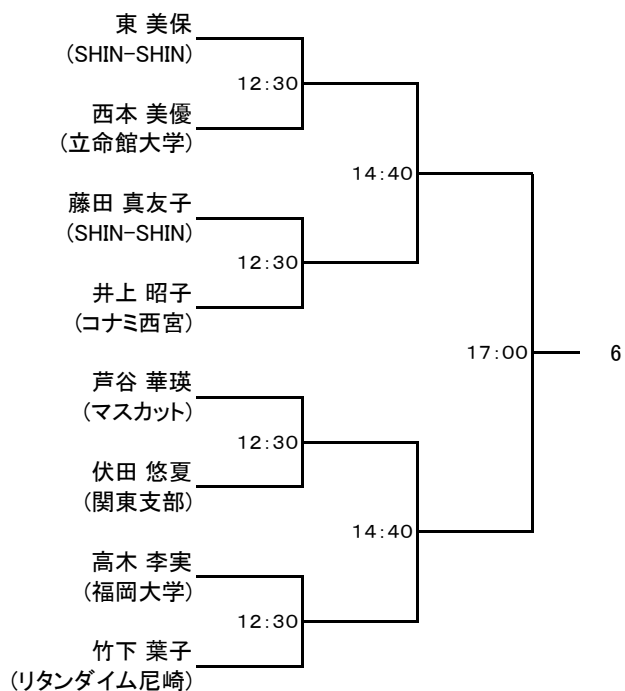 東 美保
(SHIN-SHIN)
12:30
西本 美優
(立命館大学)
14:40
藤田 真友子
(SHIN-SHIN)
12:30
井上 昭子
(コナミ西宮)
17:00
6
芦谷 華瑛
(マスカット)
12:30
伏田 悠夏
(関東支部)
14:40
高木 李実
(福岡大学)
12:30
竹下 葉子
(リタンダイム尼崎)